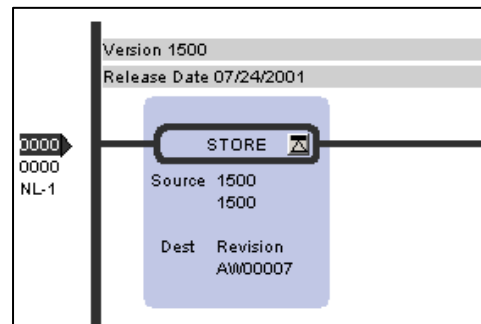 Version 1500
Release Date 07/24/2001
0000
0000
NL-1
STORE
Source 1500
1500
Dest Revision
AW00007